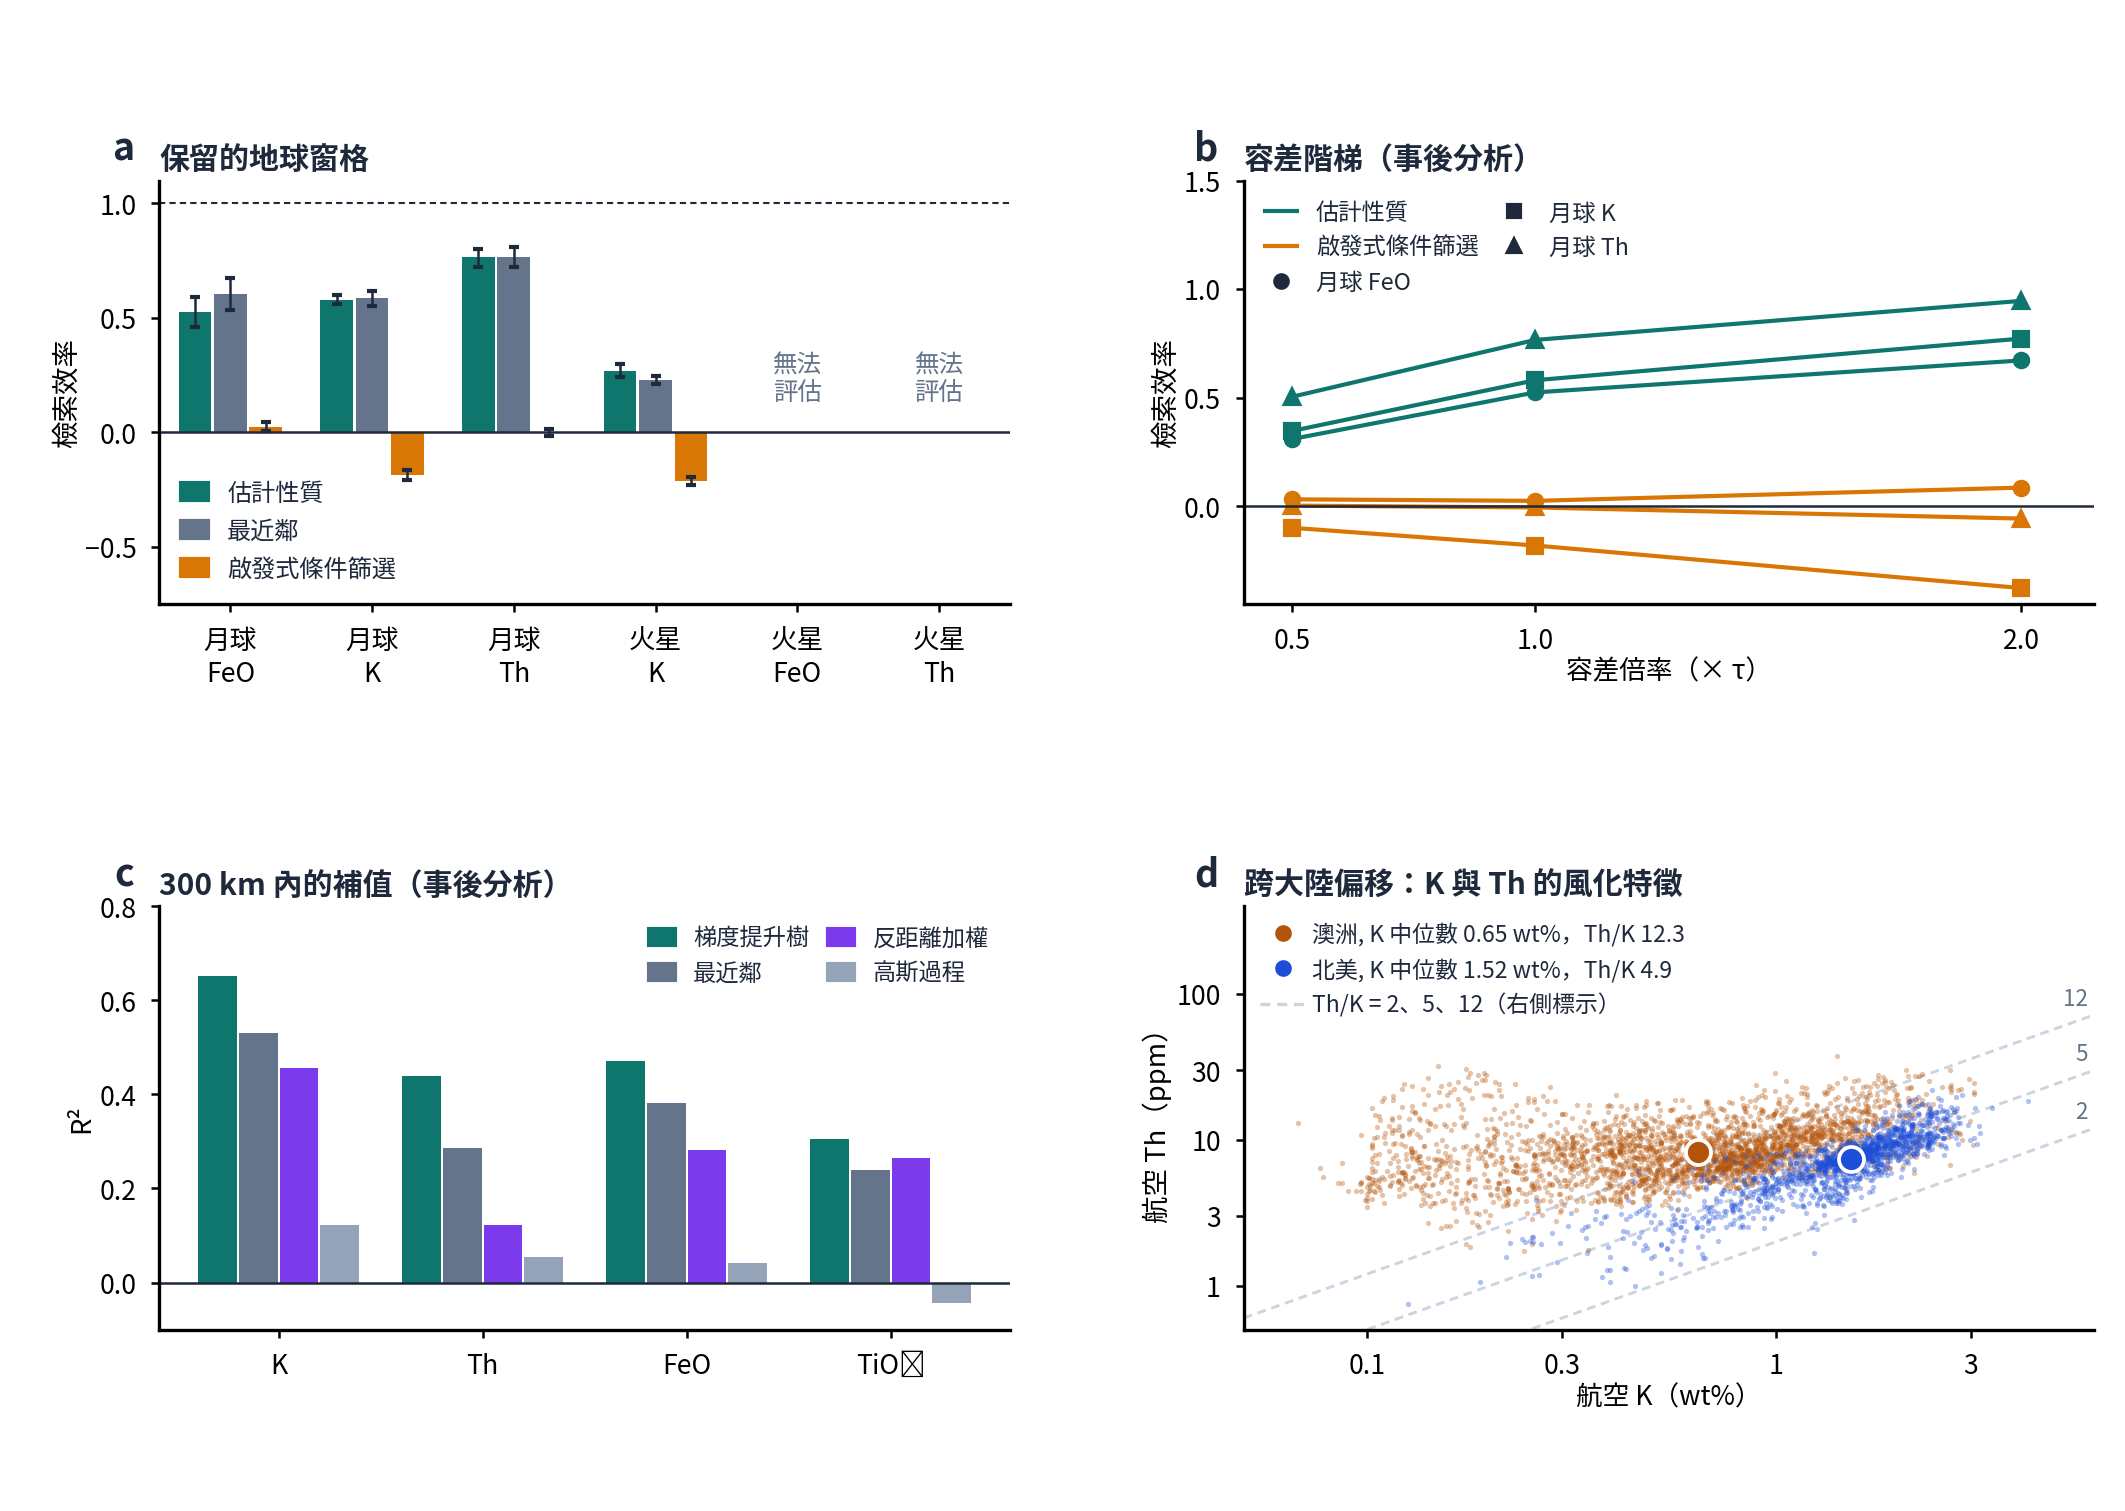 a 保留的地球窗格
1.0
0.5
0.0
−0.5
檢索效率
無法
評估
無法
評估
估計性質
最近鄰
啟發式條件篩選
月球
FeO
月球
K
月球
Th
火星
K
火星
FeO
火星
Th
b 容差階梯（事後分析）
1.5
1.0
0.5
0.0
檢索效率
估計性質
啟發式條件篩選
月球 FeO
月球 K
月球 Th
0.5
1.0
2.0
容差倍率（× τ）
c 300 km 內的補值（事後分析）
0.8
0.6
0.4
0.2
0.0
R²
梯度提升樹
最近鄰
反距離加權
高斯過程
K
Th
FeO
TiO
d 跨大陸偏移：K 與 Th 的風化特徵
澳洲, K 中位數 0.65 wt%，Th/K 12.3
北美, K 中位數 1.52 wt%，Th/K 4.9
Th/K = 2、5、12（右側標示）
100
30
10
3
1
航空 Th（ppm）
12
5
2
0.1
0.3
1
3
航空 K（wt%）